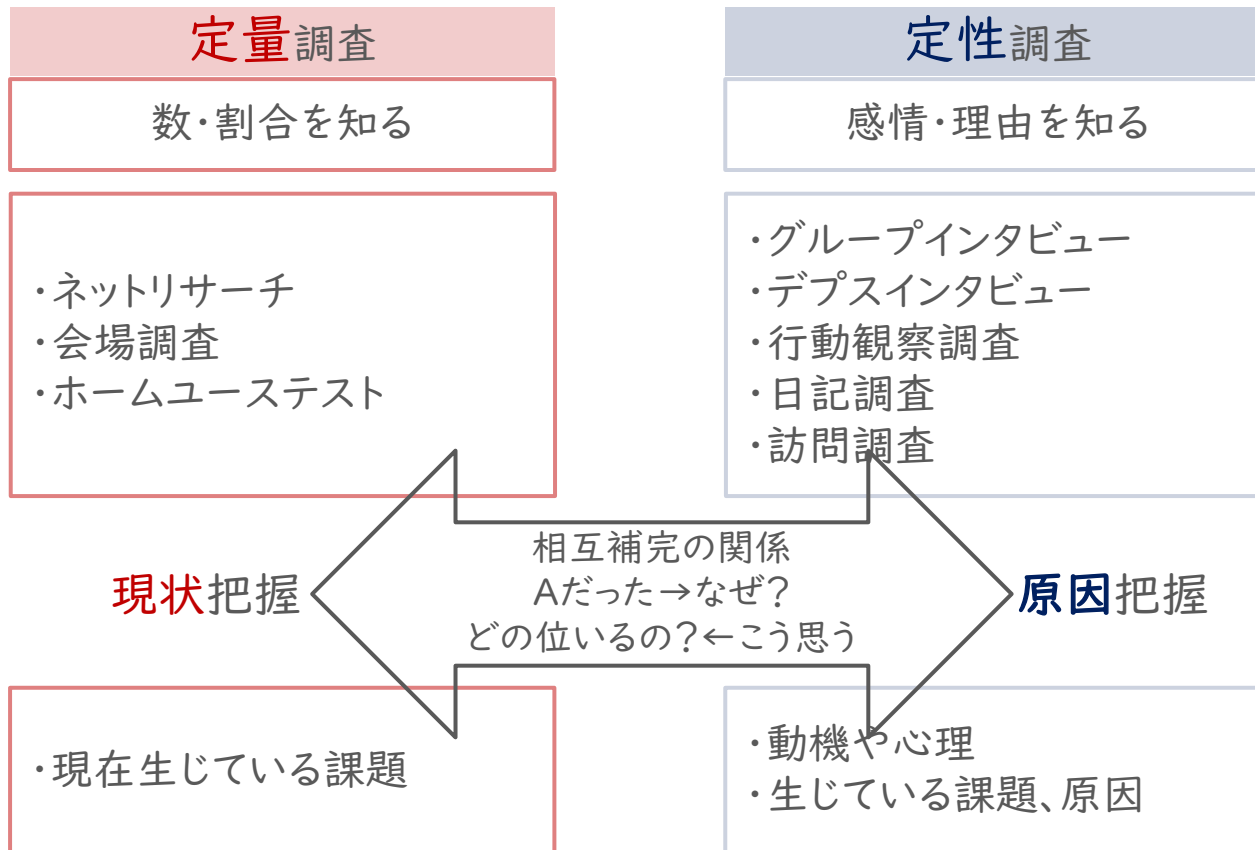 定量調査
数・割合を知る
・ネットリサーチ
・会場調査
・ホームユーステスト
定性調査
感情・理由を知る
・グループインタビュー
・デプスインタビュー
・行動観察調査
・日記調査
・訪問調査
現状把握
相互補完の関係
Aだった→なぜ?
どの位いるの?←こう思う
原因把握
・現在生じている課題
・動機や心理
・生じている課題、原因